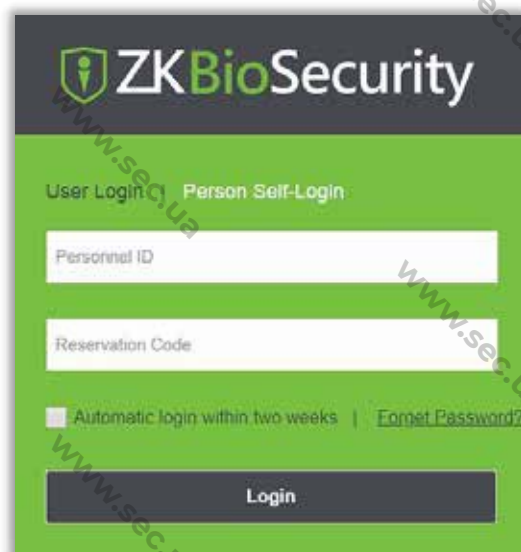 ZKBioSecurity
User Login | Person Self-Login
Personnel ID
Reservation Code
Automatic login within two weeks | Forget Password?
Login
www.sec.ua
www.sec.ua
www.sec.ua